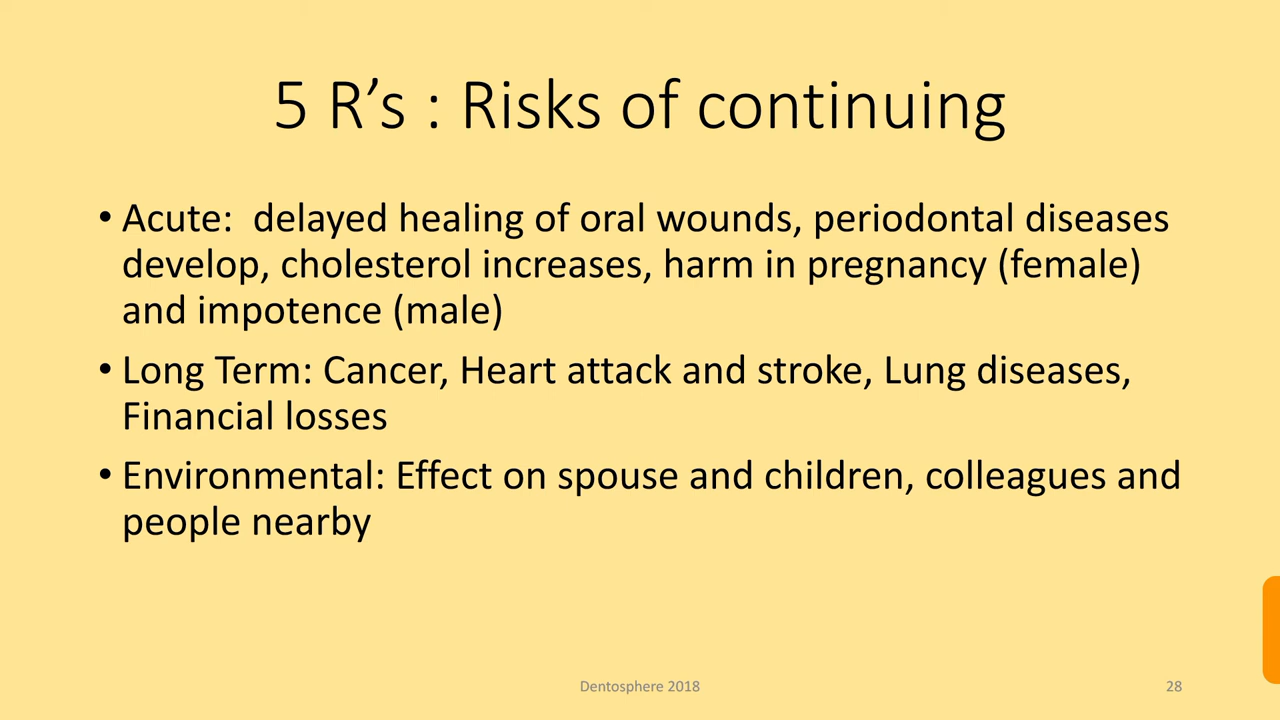 5 R’s : Risks of continuing
• Acute:  delayed healing of oral wounds, periodontal diseases
develop, cholesterol increases, harm in pregnancy (female)
and impotence (male)
• Long Term: Cancer, Heart attack and stroke, Lung diseases,
Financial losses
• Environmental: Effect on spouse and children, colleagues and
people nearby
Dentosphere 2018
28